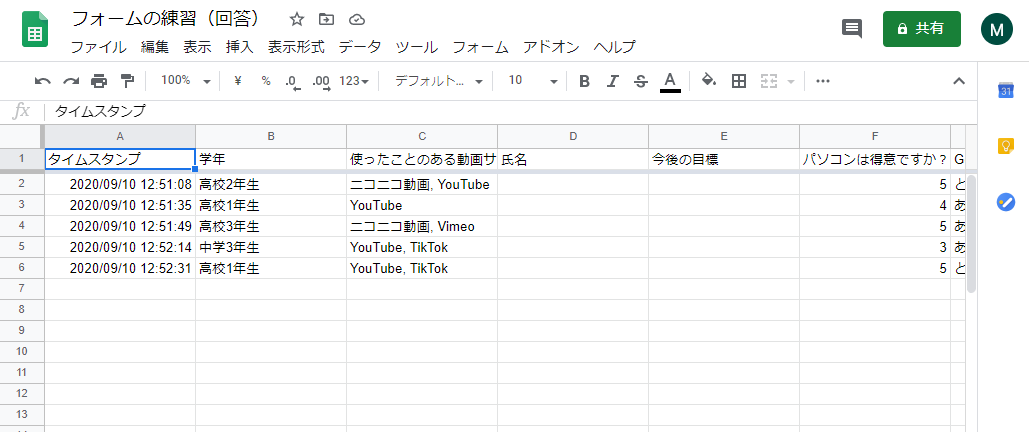 フォームの練習（回答）
共有
M
ファイル 編集 表示 挿入 表示形式 データ ツール フォーム アドオン ヘルプ
100% ¥ % .0 .00 123 デフォルト... 10 B I S A
31
fx タイムスタンプ
A B C D E F
1 タイムスタンプ 学年 使ったことのある動画サ 氏名 今後の目標 パソコンは得意ですか？ G
2 2020/09/10 12:51:08 高校2年生 ニコニコ動画, YouTube 5 と
3 2020/09/10 12:51:35 高校1年生 YouTube 4 あ
4 2020/09/10 12:51:49 高校3年生 ニコニコ動画, Vimeo 5 あ
5 2020/09/10 12:52:14 中学3年生 YouTube, TikTok 3 あ
6 2020/09/10 12:52:31 高校1年生 YouTube, TikTok 5 と
7
8
9
10
11
12
13